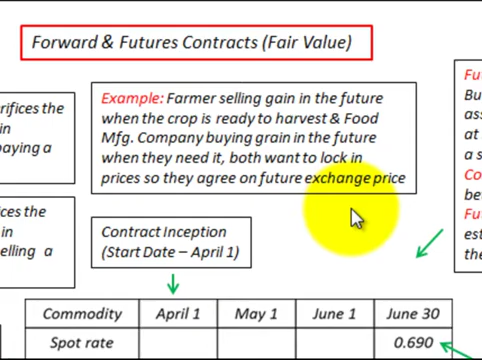 Forward & Futures Contracts (Fair Value)
rifices the
in
paying a
Example: Farmer selling gain in the future
when the crop is ready to harvest & Food
Mfg. Company buying grain in the future
when they need it, both want to lock in
prices so they agree on future exchange price
Fu
Bu
ass
at
a s
Co
be
Fu
est
the
ices the
in
elling a
Contract Inception
(Start Date – April 1)
Commodity April 1 May 1 June 1 June 30
Spot rate 0.690